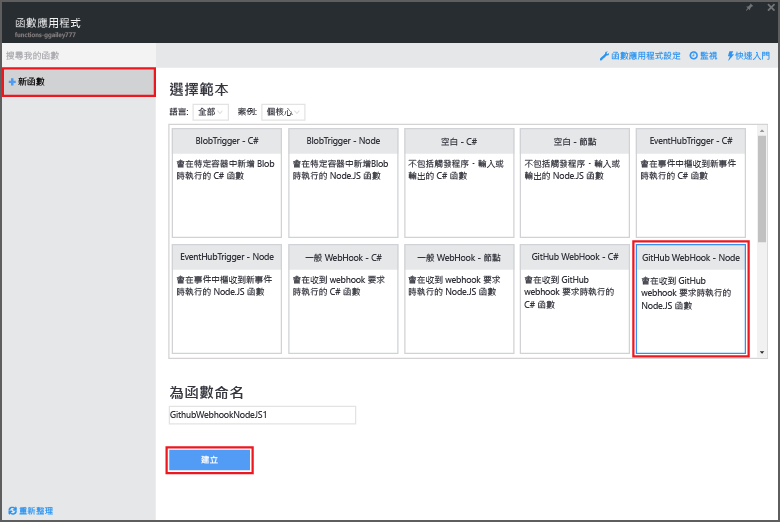 函數應用程式
functions-ggailey777
搜尋我的函數
函數應用程式設定 監視 快速入門
新函數
選擇範本
語言: 全部 案例: 個核心
BlobTrigger - C#
會在特定容器中新增 Blob
時執行的 C# 函數
BlobTrigger - Node
會在特定容器中新增Blob
時執行的 Node.JS 函數
空白 - C#
不包括觸發程序、輸入或
輸出的 C# 函數
空白 - 節點
不包括觸發程序、輸入或
輸出的 Node.JS 函數
EventHubTrigger - C#
會在事件中樞收到新事件
時執行的 C# 函數
EventHubTrigger - Node
會在事件中樞收到新事件
時執行的 Node.JS 函數
一般 WebHook - C#
會在收到 webhook 要求
時執行的 C# 函數
一般 WebHook - 節點
會在收到 webhook 要求
時執行的 Node.JS 函數
GitHub WebHook - C#
會在收到 GitHub
webhook 要求時執行的
C# 函數
GitHub WebHook - Node
會在收到 GitHub
webhook 要求時執行的
Node.JS 函數
為函數命名
GithubWebhookNodeJS1
建立
重新整理